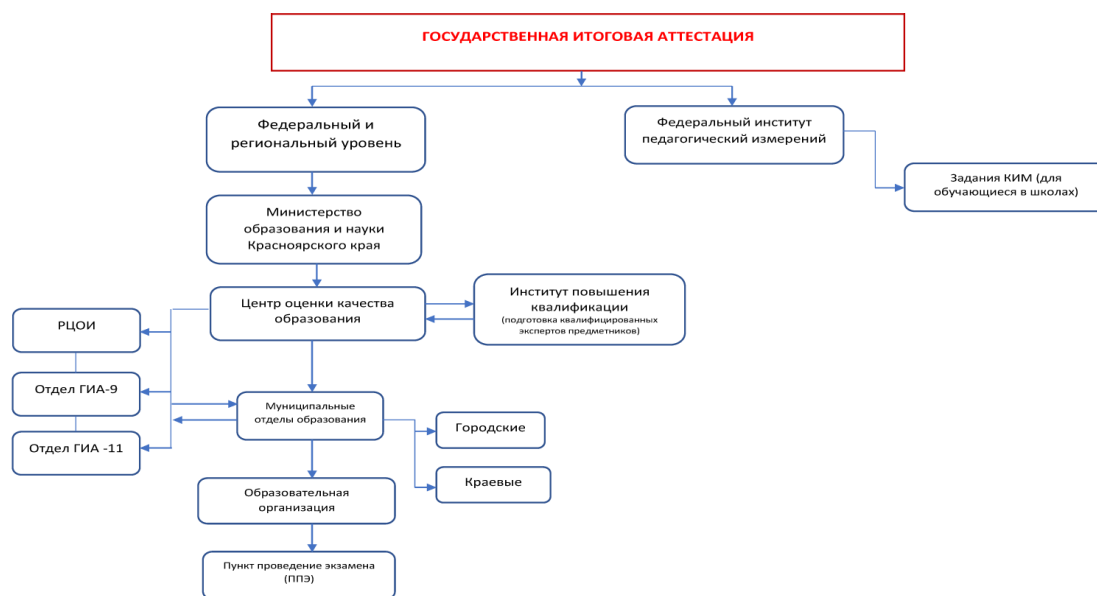 ГОСУДАРСТВЕННАЯ ИТОГОВАЯ АТТЕСТАЦИЯ
Федеральный и
региональный уровень
Федеральный институт
педагогический измерений
Задания КИМ (для
обучающиеся в школах)
Министерство
образования и науки
Красноярского края
Центр оценки качества
образования
Институт повышения
квалификации
(подготовка квалифицированных
экспертов предметников)
РЦОИ
Отдел ГИА-9
Отдел ГИА -11
Муниципальные
отделы образования
Городские
Краевые
Образовательная
организация
Пункт проведение экзамена
(ППЭ)